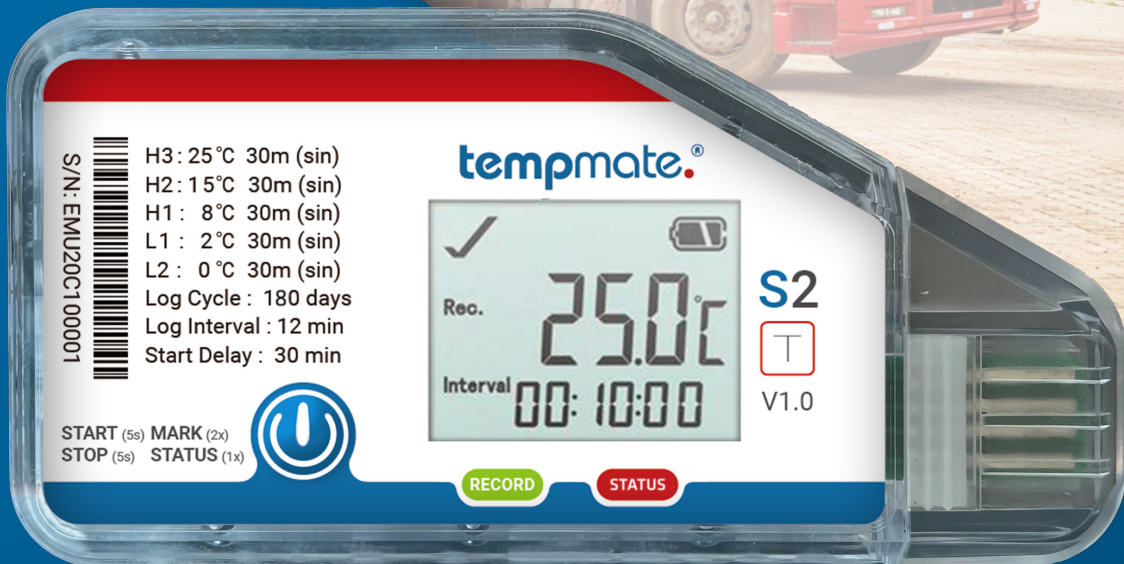 S/N: EMU20C100001
H3: 25°C 30m (sin)
H2: 15°C 30m (sin)
H1: 8°C 30m (sin)
L1: 2°C 30m (sin)
L2: 0°C 30m (sin)
Log Cycle: 180 days
Log Interval: 12 min
Start Delay: 30 min
START (5s) MARK (2x)
STOP (5s) STATUS (1x)
tempmate.®
Rec.
25.0°C
Interval 00:10:00
S2
T
V1.0
RECORD
STATUS